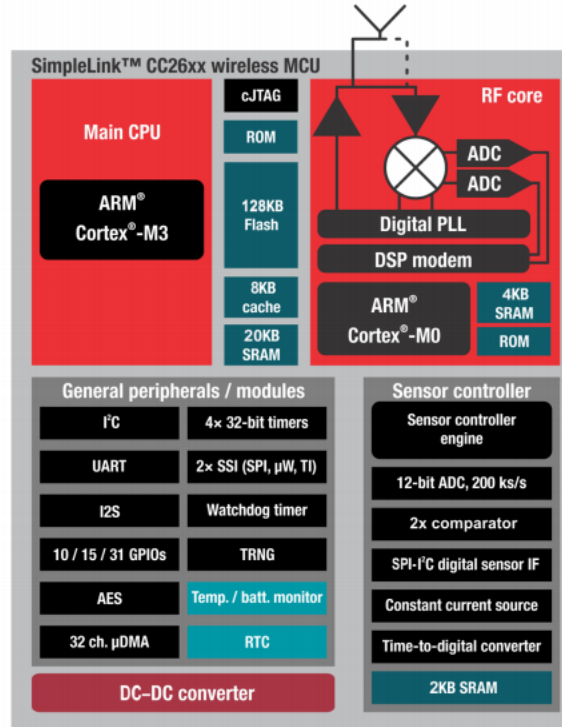 SimpleLink™ CC26xx wireless MCU
Main CPU
ARM®
Cortex®-M3
cJTAG
ROM
128KB
Flash
8KB
cache
20KB
SRAM
RF core
ADC
ADC
Digital PLL
DSP modem
ARM®
Cortex®-M0
4KB
SRAM
ROM
General peripherals / modules
I²C
4× 32-bit timers
UART
2× SSI (SPI, µW, TI)
I2S
Watchdog timer
10 / 15 / 31 GPIOs
TRNG
AES
Temp. / batt. monitor
32 ch. µDMA
RTC
Sensor controller
Sensor controller
engine
12-bit ADC, 200 ks/s
2x comparator
SPI-I²C digital sensor IF
Constant current source
Time-to-digital converter
2KB SRAM
DC–DC converter